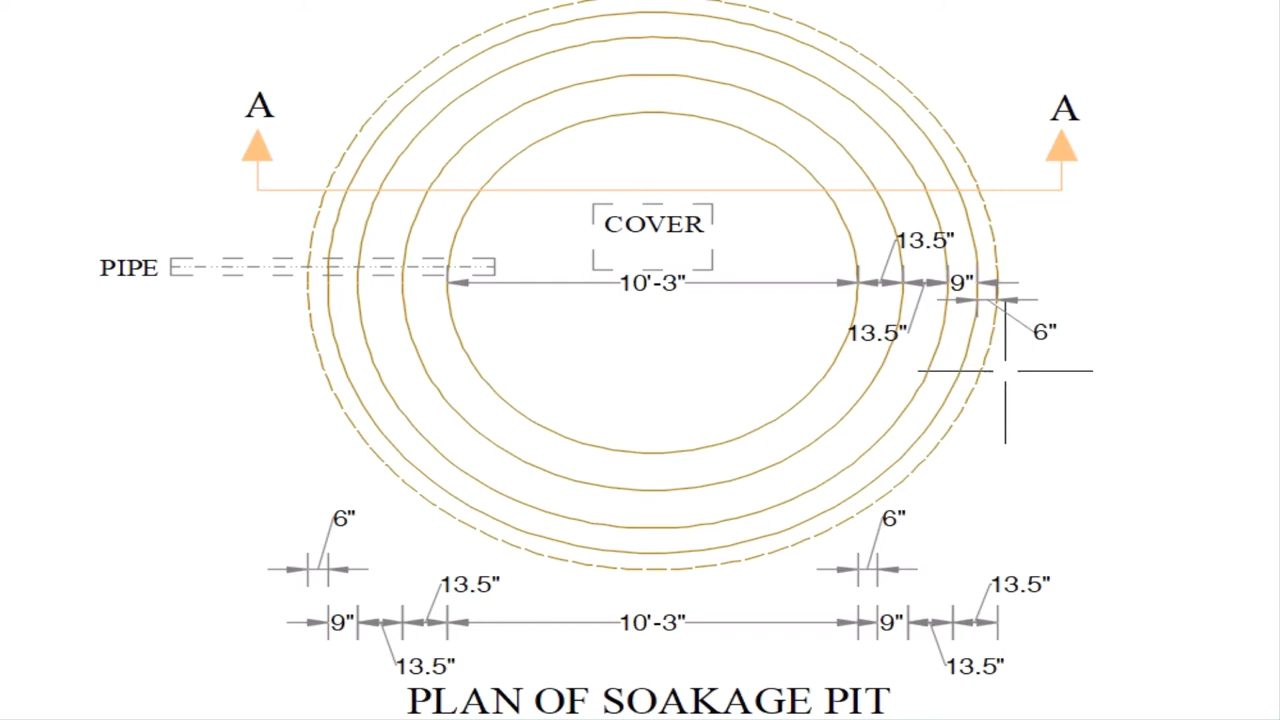 A A
COVER
13.5"
PIPE
10'-3" 9"
13.5" 6"
6" 6"
13.5" 13.5"
9" 10'-3" 9"
13.5" 13.5"
PLAN OF SOAKAGE PIT